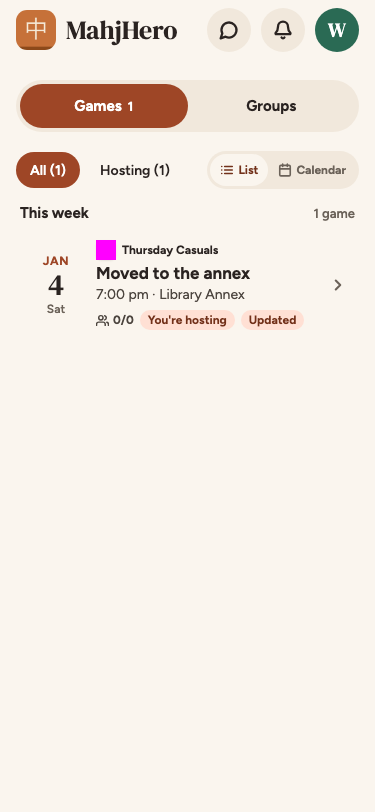 中 MahjHero W
Games 1 Groups
All (1) Hosting (1) List Calendar
This week 1 game
Thursday Casuals
JAN
4
Sat
Moved to the annex
7:00 pm · Library Annex
0/0 You're hosting Updated